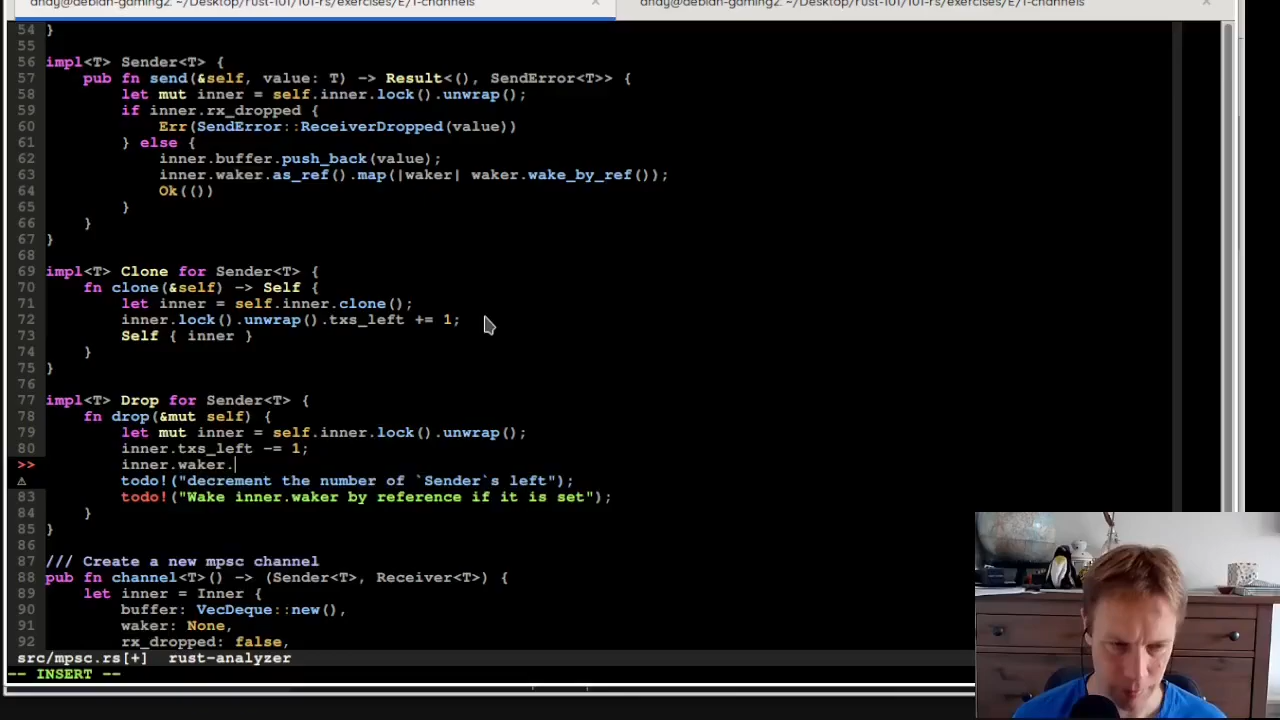 andy@debian-gaming2: ~/Desktop/rust-101/101-rs/exercises/E/1-channels × andy@debian-gaming2: ~/Desktop/rust-101/101-rs/exercises/E/1-channels ×
54 }
55
56 impl<T> Sender<T> {
57     pub fn send(&self, value: T) -> Result<(), SendError<T>> {
58         let mut inner = self.inner.lock().unwrap();
59         if inner.rx_dropped {
60             Err(SendError::ReceiverDropped(value))
61         } else {
62             inner.buffer.push_back(value);
63             inner.waker.as_ref().map(|waker| waker.wake_by_ref());
64             Ok(())
65         }
66     }
67 }
68
69 impl<T> Clone for Sender<T> {
70     fn clone(&self) -> Self {
71         let inner = self.inner.clone();
72         inner.lock().unwrap().txs_left += 1;
73         Self { inner }
74     }
75 }
76
77 impl<T> Drop for Sender<T> {
78     fn drop(&mut self) {
79         let mut inner = self.inner.lock().unwrap();
80         inner.txs_left -= 1;
>>         inner.waker.
⚠         todo!("decrement the number of `Sender`s left");
83         todo!("Wake inner.waker by reference if it is set");
84     }
85 }
86
87 /// Create a new mpsc channel
88 pub fn channel<T>() -> (Sender<T>, Receiver<T>) {
89     let inner = Inner {
90         buffer: VecDeque::new(),
91         waker: None,
92         rx_dropped: false,
src/mpsc.rs[+] rust-analyzer
-- INSERT --